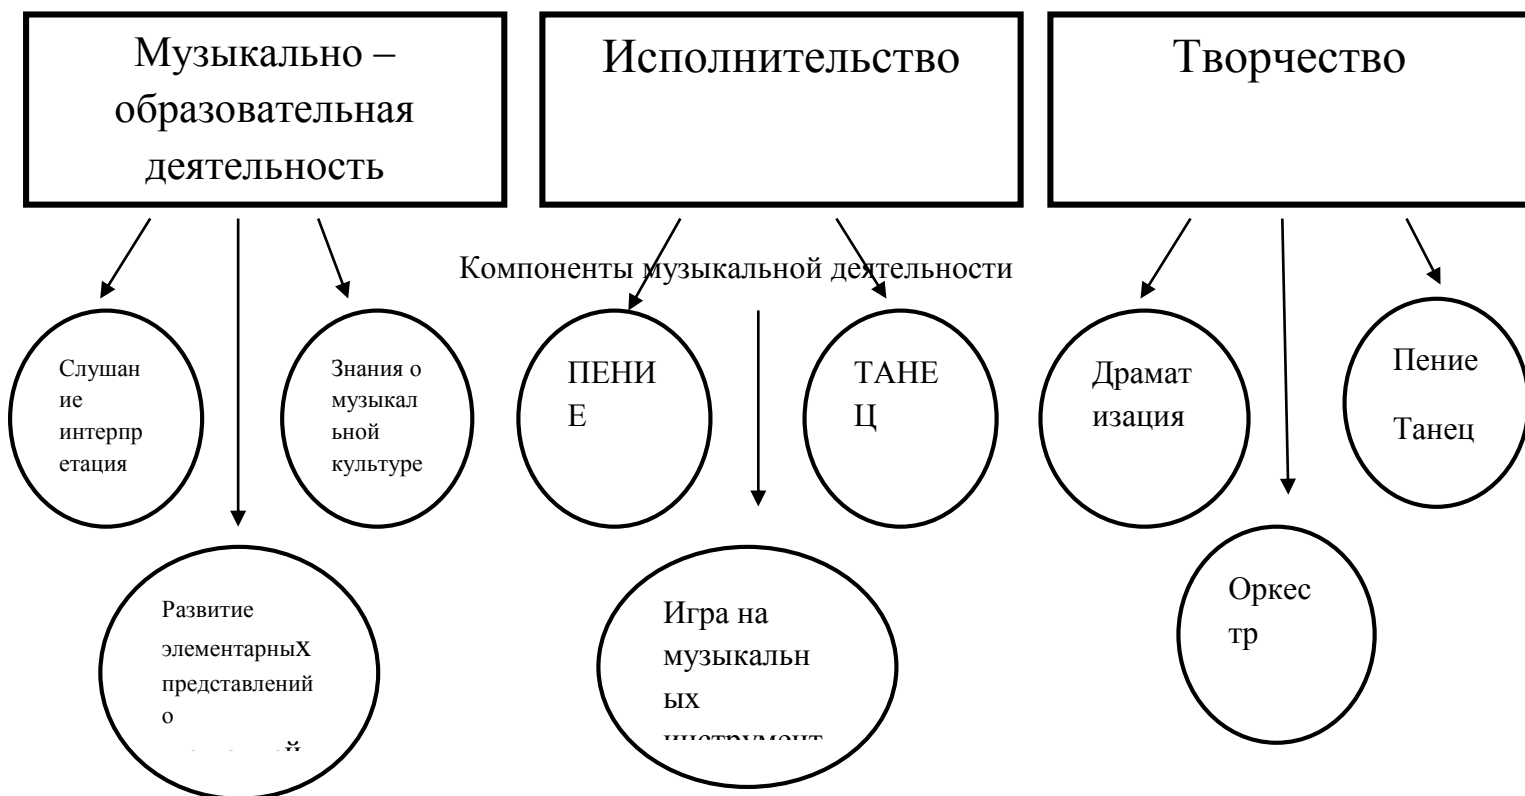 Музыкально –
образовательная
деятельность
Исполнительство
Творчество
Компоненты музыкальной деятельности
Слушан
ие
интерпр
етация
Знания о
музыкал
ьной
культуре
ПЕНИ
Е
ТАНЕ
Ц
Драмат
изация
Пение
Танец
Развитие
элементарных
представлений
о
Игра на
музыкальн
ых
инструмент
Оркес
тр